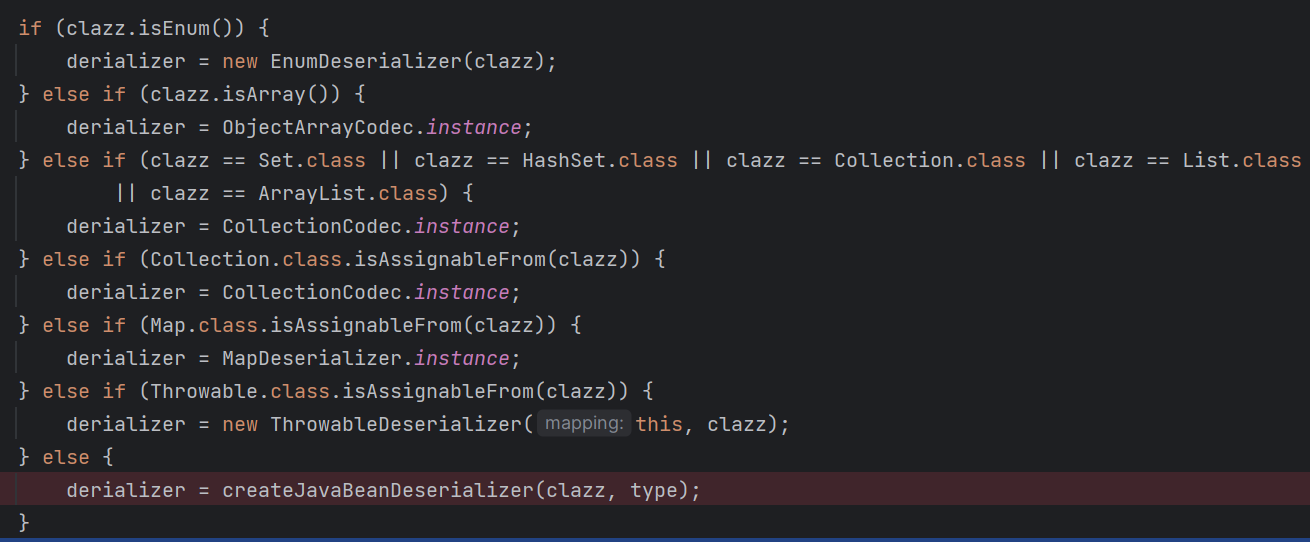 if (clazz.isEnum()) {
    derializer = new EnumDeserializer(clazz);
} else if (clazz.isArray()) {
    derializer = ObjectArrayCodec.instance;
} else if (clazz == Set.class || clazz == HashSet.class || clazz == Collection.class || clazz == List.class
        || clazz == ArrayList.class) {
    derializer = CollectionCodec.instance;
} else if (Collection.class.isAssignableFrom(clazz)) {
    derializer = CollectionCodec.instance;
} else if (Map.class.isAssignableFrom(clazz)) {
    derializer = MapDeserializer.instance;
} else if (Throwable.class.isAssignableFrom(clazz)) {
    derializer = new ThrowableDeserializer( mapping: this, clazz);
} else {
    derializer = createJavaBeanDeserializer(clazz, type);
}